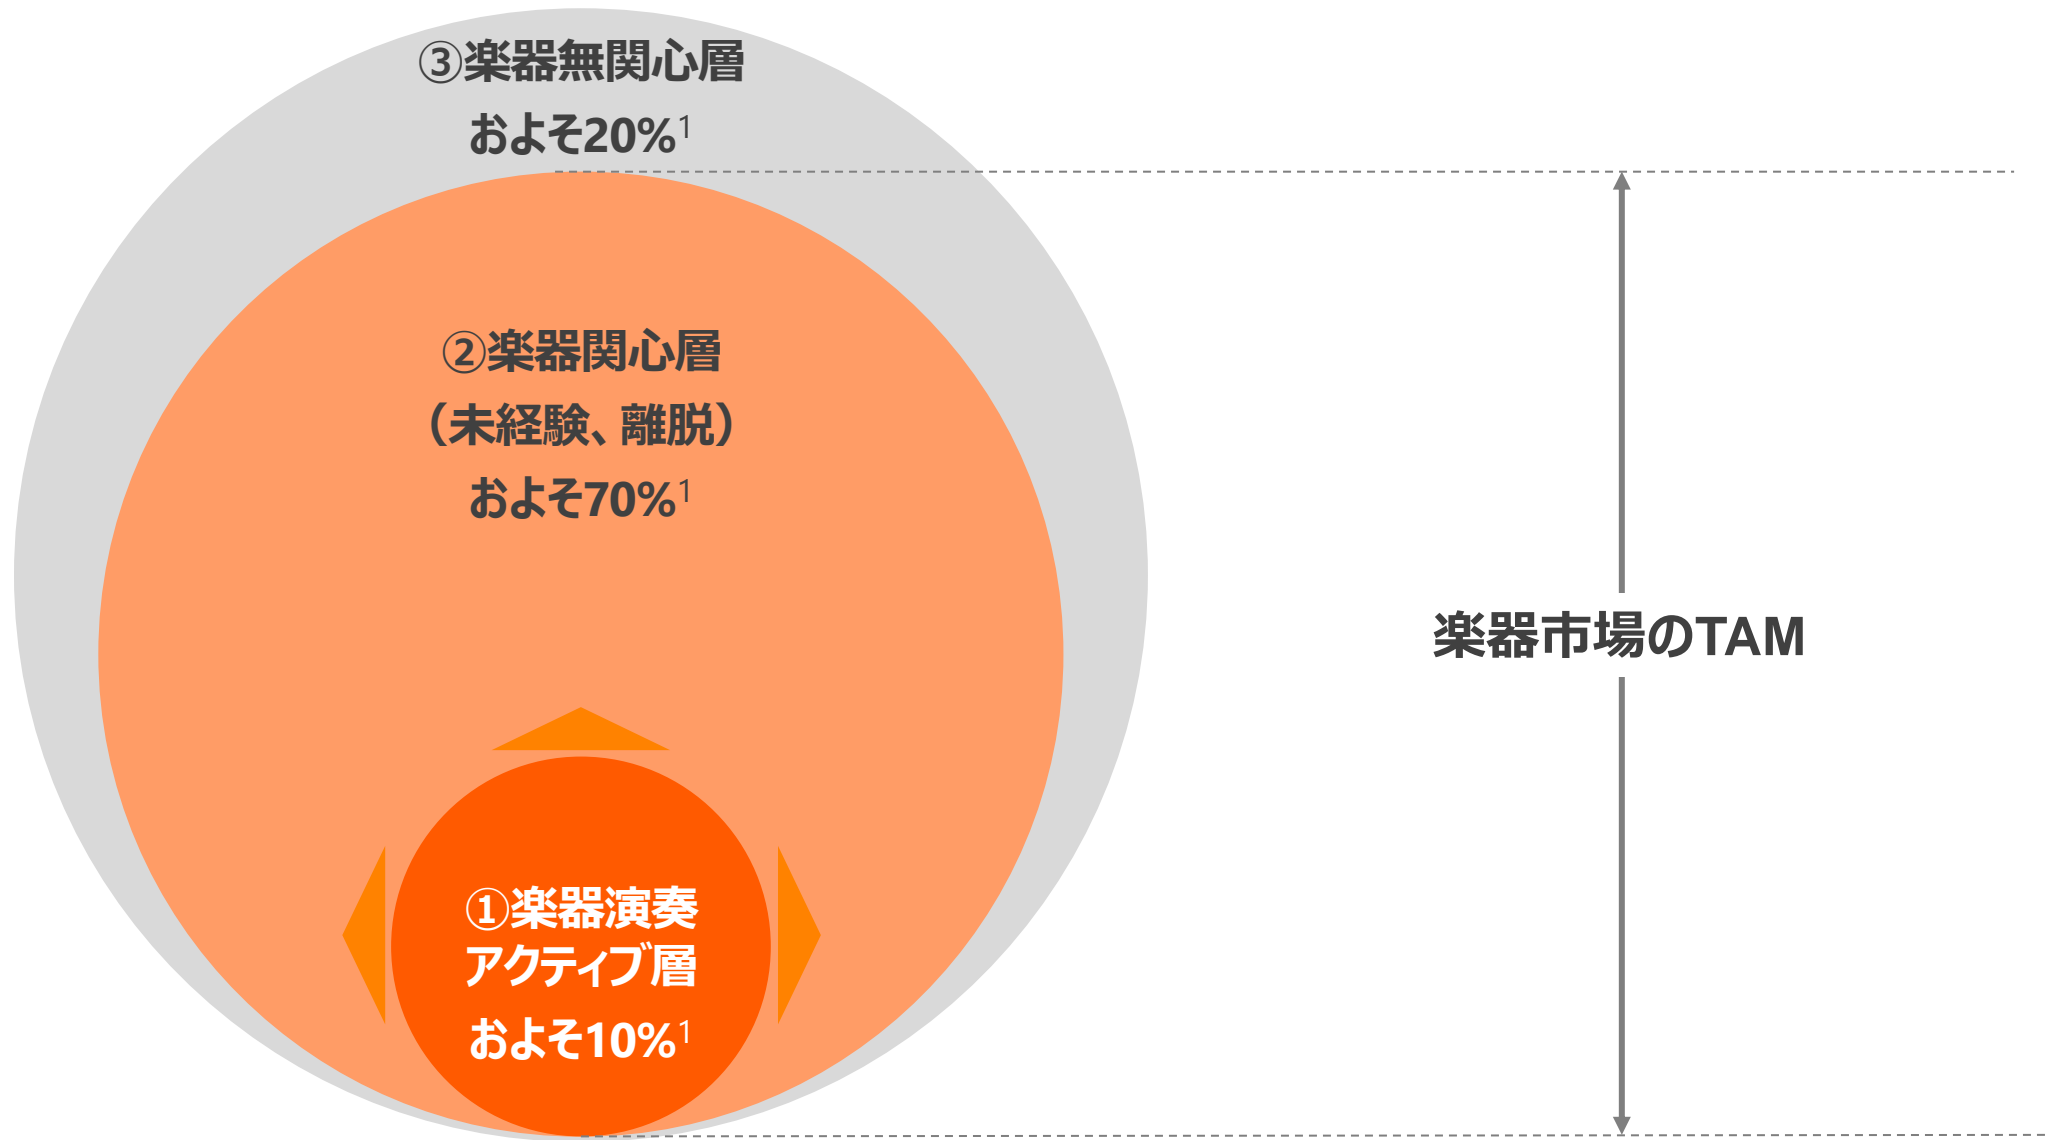 ③楽器無関心層
およそ20%1
②楽器関心層
（未経験、離脱）
およそ70%1
楽器市場のTAM
①楽器演奏
アクティブ層
およそ10%1